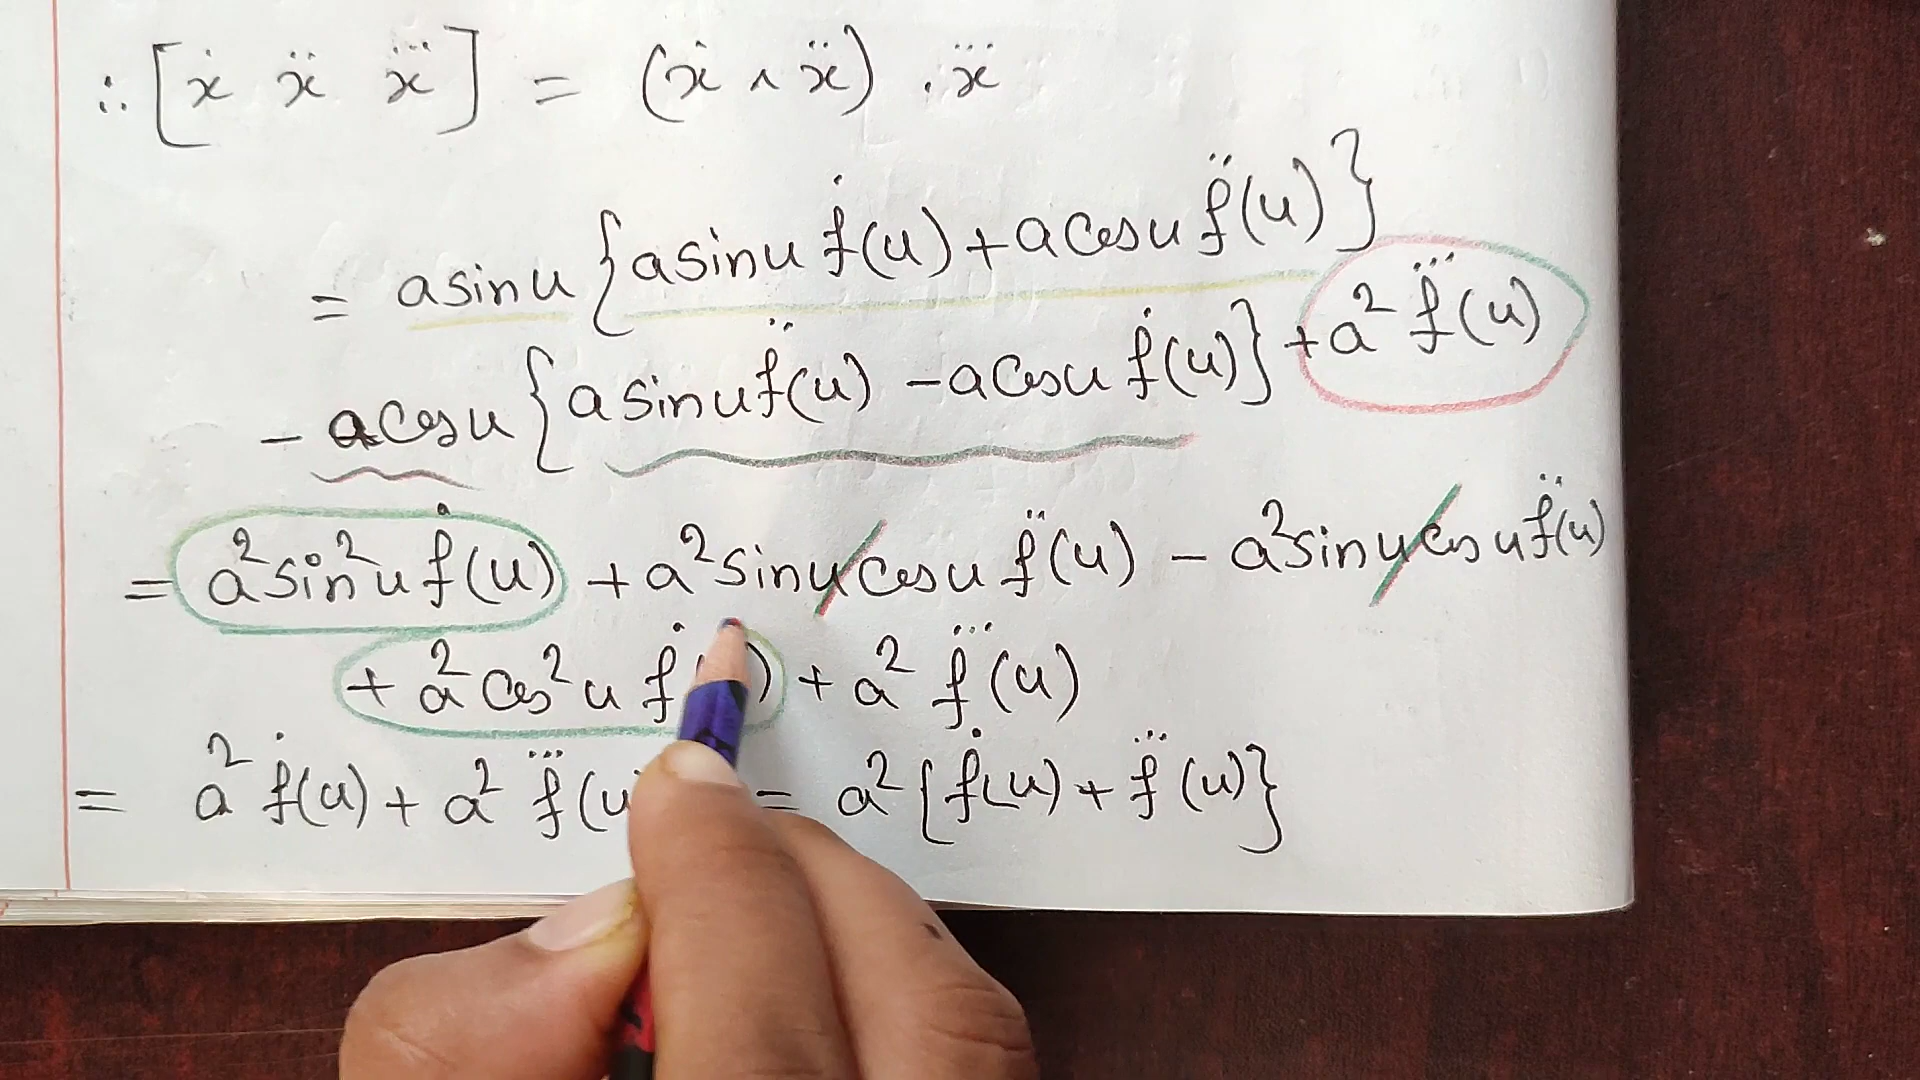 ∴ [ẋ ẍ x⃛] = (ẋ ∧ ẍ) . x⃛
= a sin u {a sin u ḟ(u) + a cos u f̈(u)}
- a cos u {a sin u f̈(u) - a cos u ḟ(u)} + a² f⃛(u)
= a² sin² u ḟ(u) + a² sin u cos u f̈(u) - a² sin u cos u f̈(u)
+ a² cos² u ḟ ) + a² f⃛(u)
= a² ḟ(u) + a² f⃛(u = a² {ḟ(u) + f⃛(u)}